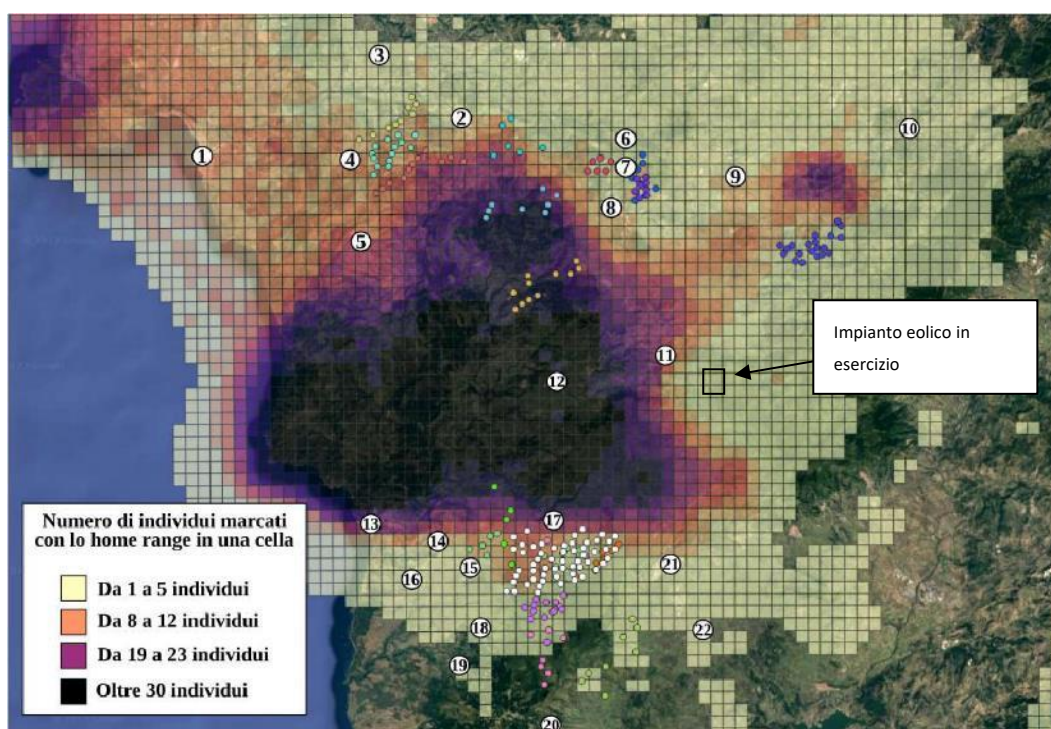 3
2
6
10
1
4
7
9
8
5
Impianto eolico in
esercizio
11
12
13
17
14
15
21
16
18
22
19
20
Numero di individui marcati
con lo home range in una cella
Da 1 a 5 individui
Da 8 a 12 individui
Da 19 a 23 individui
Oltre 30 individui